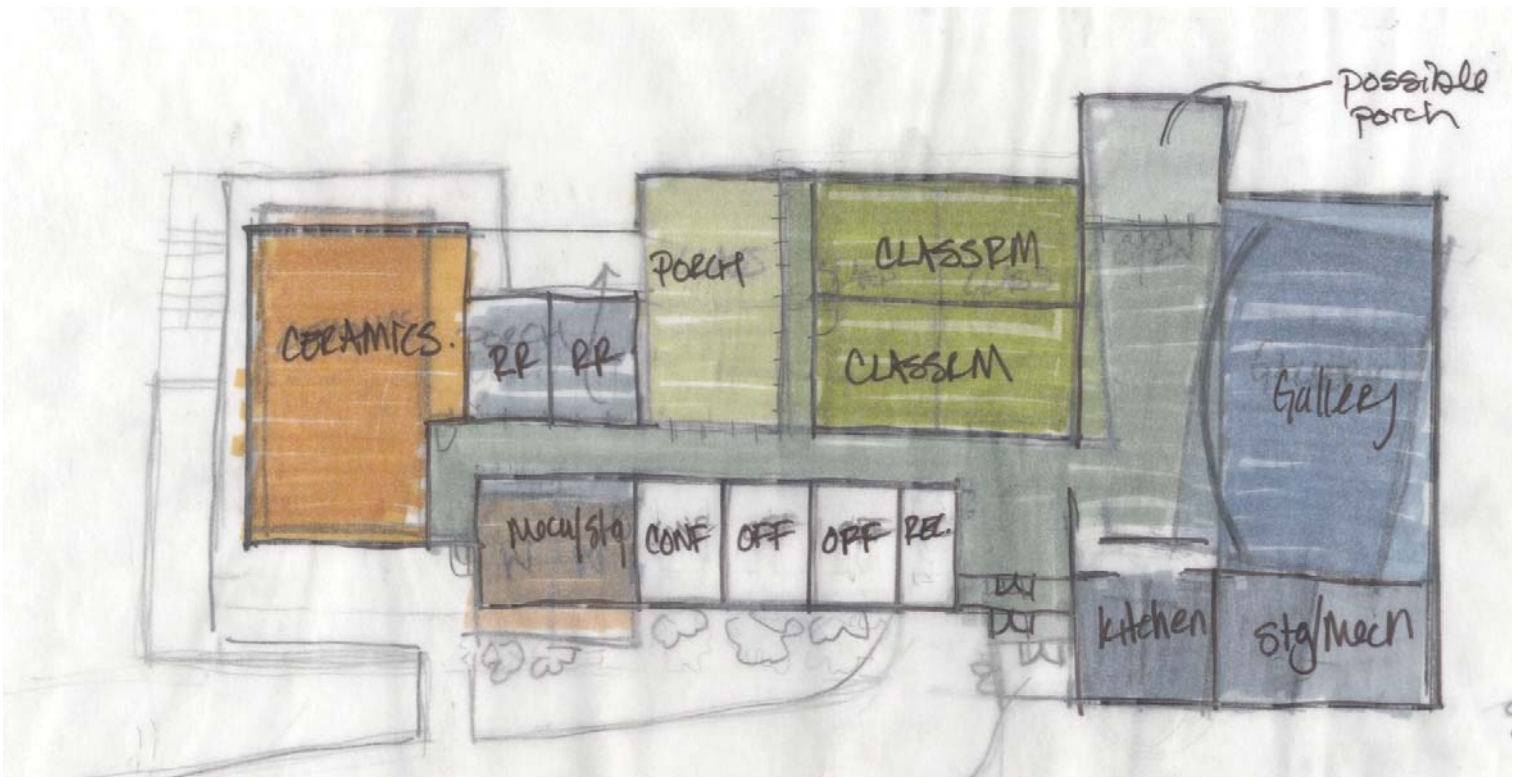 possible
porch
PORCH
CLASSRM
CERAMICS.
RR
RR
CLASSRM
Gallery
Mech/stg
CONF
OFF
OFF
REC.
kitchen
stg/Mech